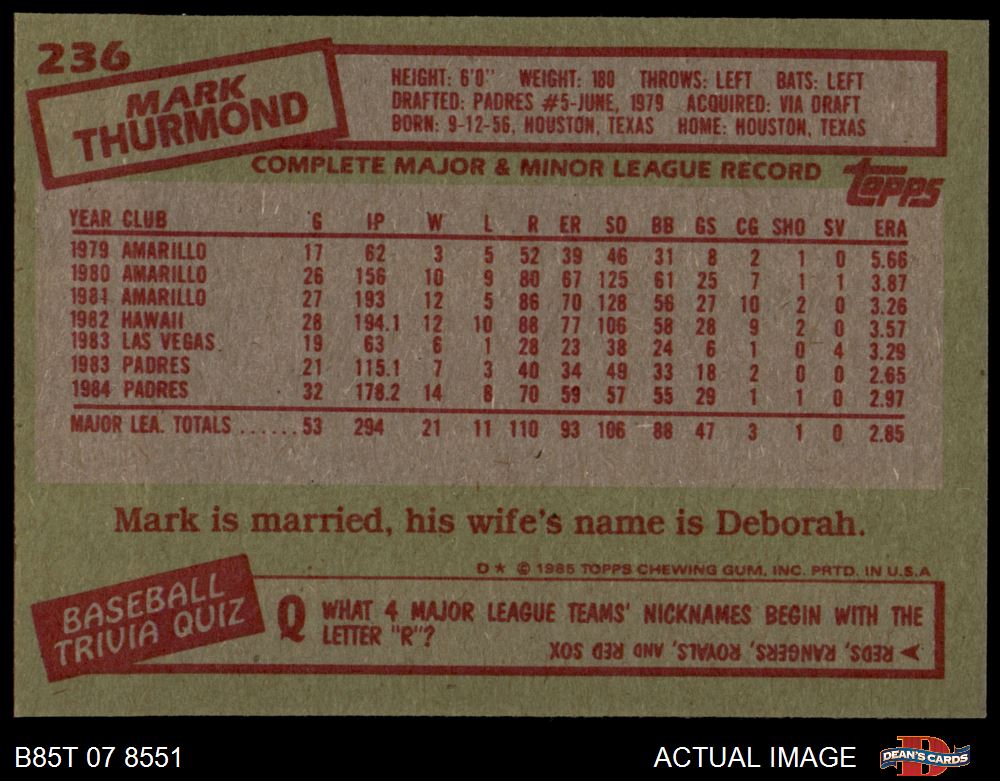 236
MARK
THURMOND
HEIGHT: 6'0" WEIGHT: 180 THROWS: LEFT BATS: LEFT
DRAFTED: PADRES #5-JUNE, 1979 ACQUIRED: VIA DRAFT
BORN: 9-12-56, HOUSTON, TEXAS HOME: HOUSTON, TEXAS
COMPLETE MAJOR & MINOR LEAGUE RECORD
Topps
YEAR CLUB G IP W L R ER SO BB GS CG SHO SV ERA
1979 AMARILLO 17 62 3 5 52 39 46 31 8 2 1 0 5.66
1980 AMARILLO 26 156 10 9 80 67 125 61 25 7 1 1 3.87
1981 AMARILLO 27 193 12 5 86 70 128 56 27 10 2 0 3.26
1982 HAWAII 28 194.1 12 10 88 77 106 58 28 9 2 0 3.57
1983 LAS VEGAS 19 63 6 1 28 23 38 24 6 1 0 4 3.29
1983 PADRES 21 115.1 7 3 40 34 49 33 18 2 0 0 2.65
1984 PADRES 32 178.2 14 8 70 59 57 55 29 1 1 0 2.97
MAJOR LEA. TOTALS ......53 294 21 11 110 93 106 88 47 3 1 0 2.85
Mark is married, his wife's name is Deborah.
D * © 1985 TOPPS CHEWING GUM, INC. PRTD. IN U.S.A
BASEBALL
TRIVIA QUIZ
Q WHAT 4 MAJOR LEAGUE TEAMS' NICKNAMES BEGIN WITH THE
LETTER "R"?
A REDS, RANGERS, ROYALS, AND RED SOX
B85T 07 8551
ACTUAL IMAGE
DEAN'S CARDS